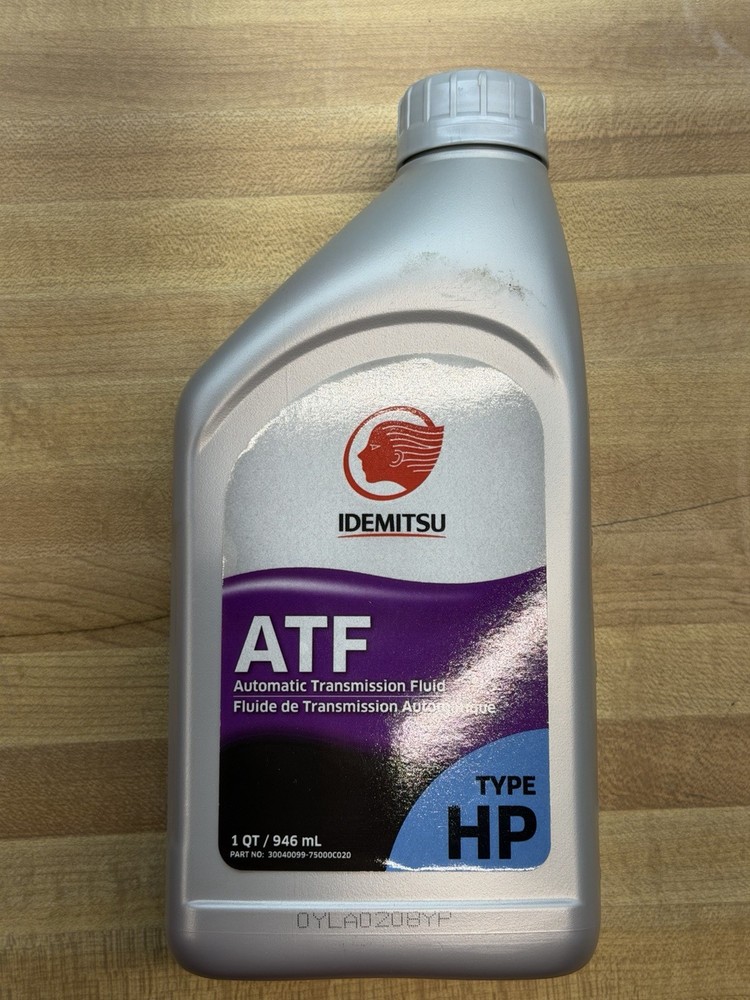 IDEMITSU
ATF
Automatic Transmission Fluid
Fluide de Transmission Automatique
TYPE
HP
1 QT / 946 mL
PART NO: 30040099-75000C020
0YLA0208YP